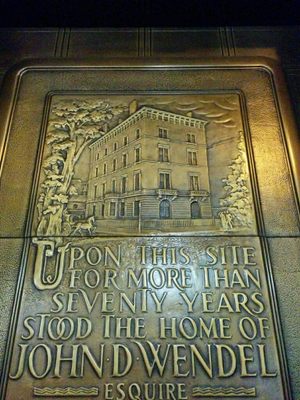 UPON THIS SITE
FOR MORE THAN
SEVENTY YEARS
STOOD THE HOME OF
JOHN·D·WENDEL
ESQUIRE